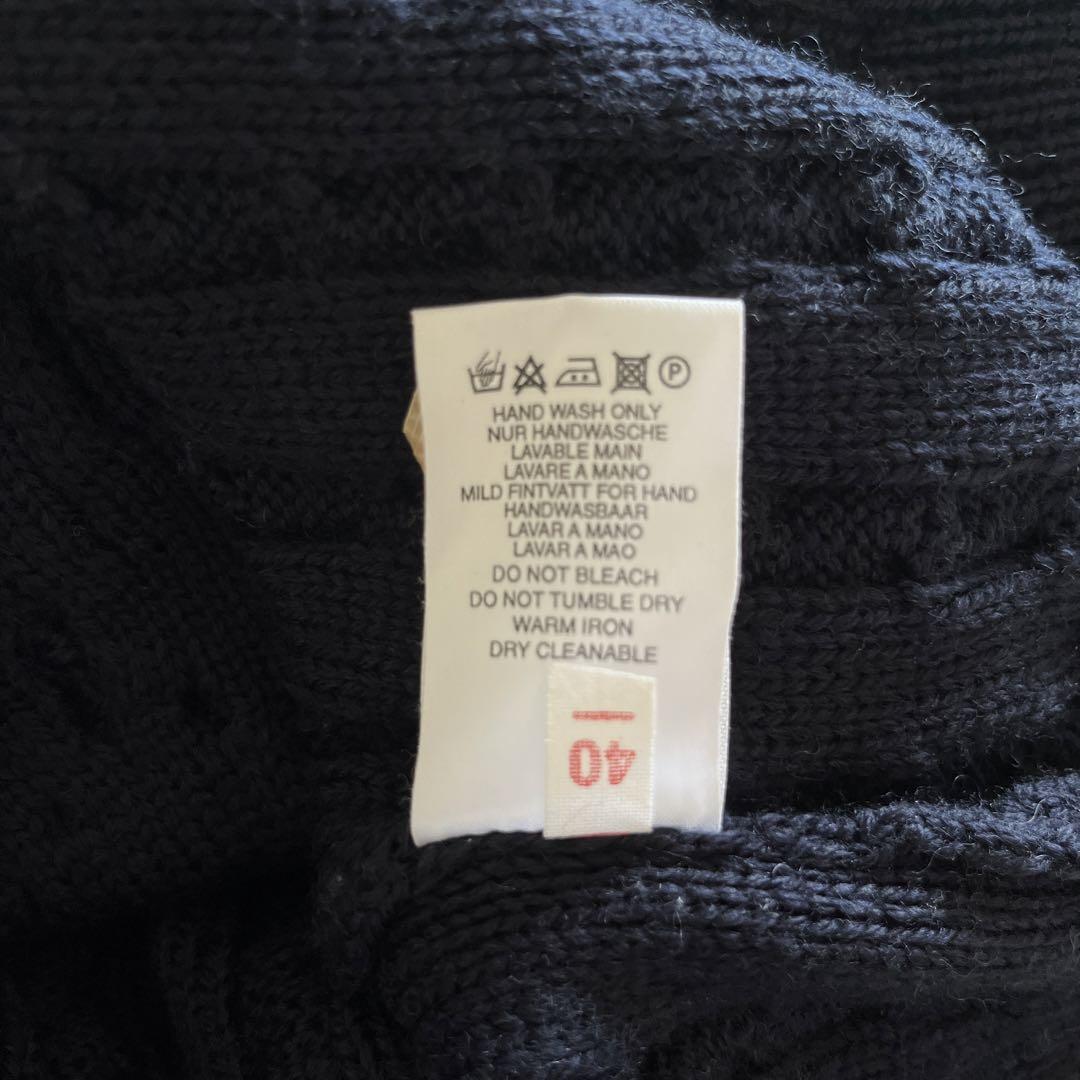 P
HAND WASH ONLY
NUR HANDWASCHE
LAVABLE MAIN
LAVARE A MANO
MILD FINTVATT FOR HAND
HANDWASBAAR
LAVAR A MANO
LAVAR A MAO
DO NOT BLEACH
DO NOT TUMBLE DRY
WARM IRON
DRY CLEANABLE
40